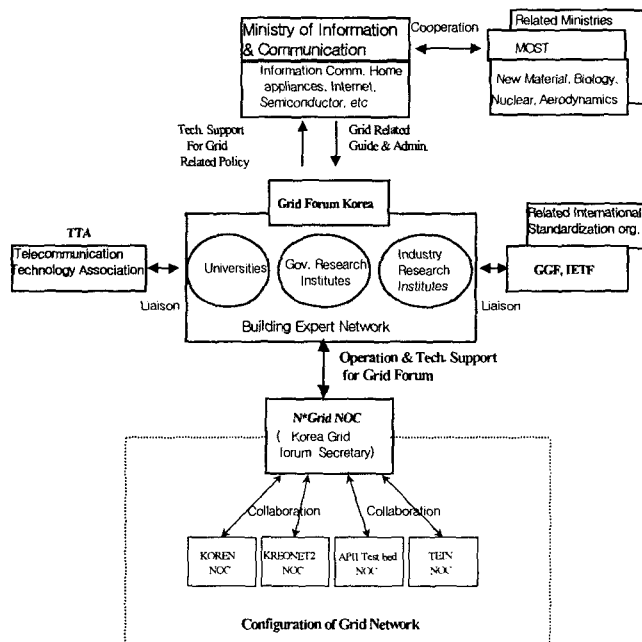 Ministry of Information
& Communication
Information Comm. Home
appliances, Internet,
Semiconductor, etc
Cooperation
Related Ministries
MOST
New Material, Biology,
Nuclear, Aerodynamics
Tech. Support
For Grid
Related Policy
Grid Related
Guide & Admin.
Grid Forum Korea
TTA
Telecommunication
Technology Association
Liaison
Universities
Gov. Research
Institutes
Industry
Research
Institutes
Building Expert Network
Related International
Standardization org.
GGF, IETF
Liaison
Operation & Tech. Support
for Grid Forum
N*Grid NOC
( Korea Grid
forum Secretary)
Collaboration
Collaboration
KOREN
NOC
KREONET2
NOC
APII Test bed
NOC
TEIN
NOC
Configuration of Grid Network